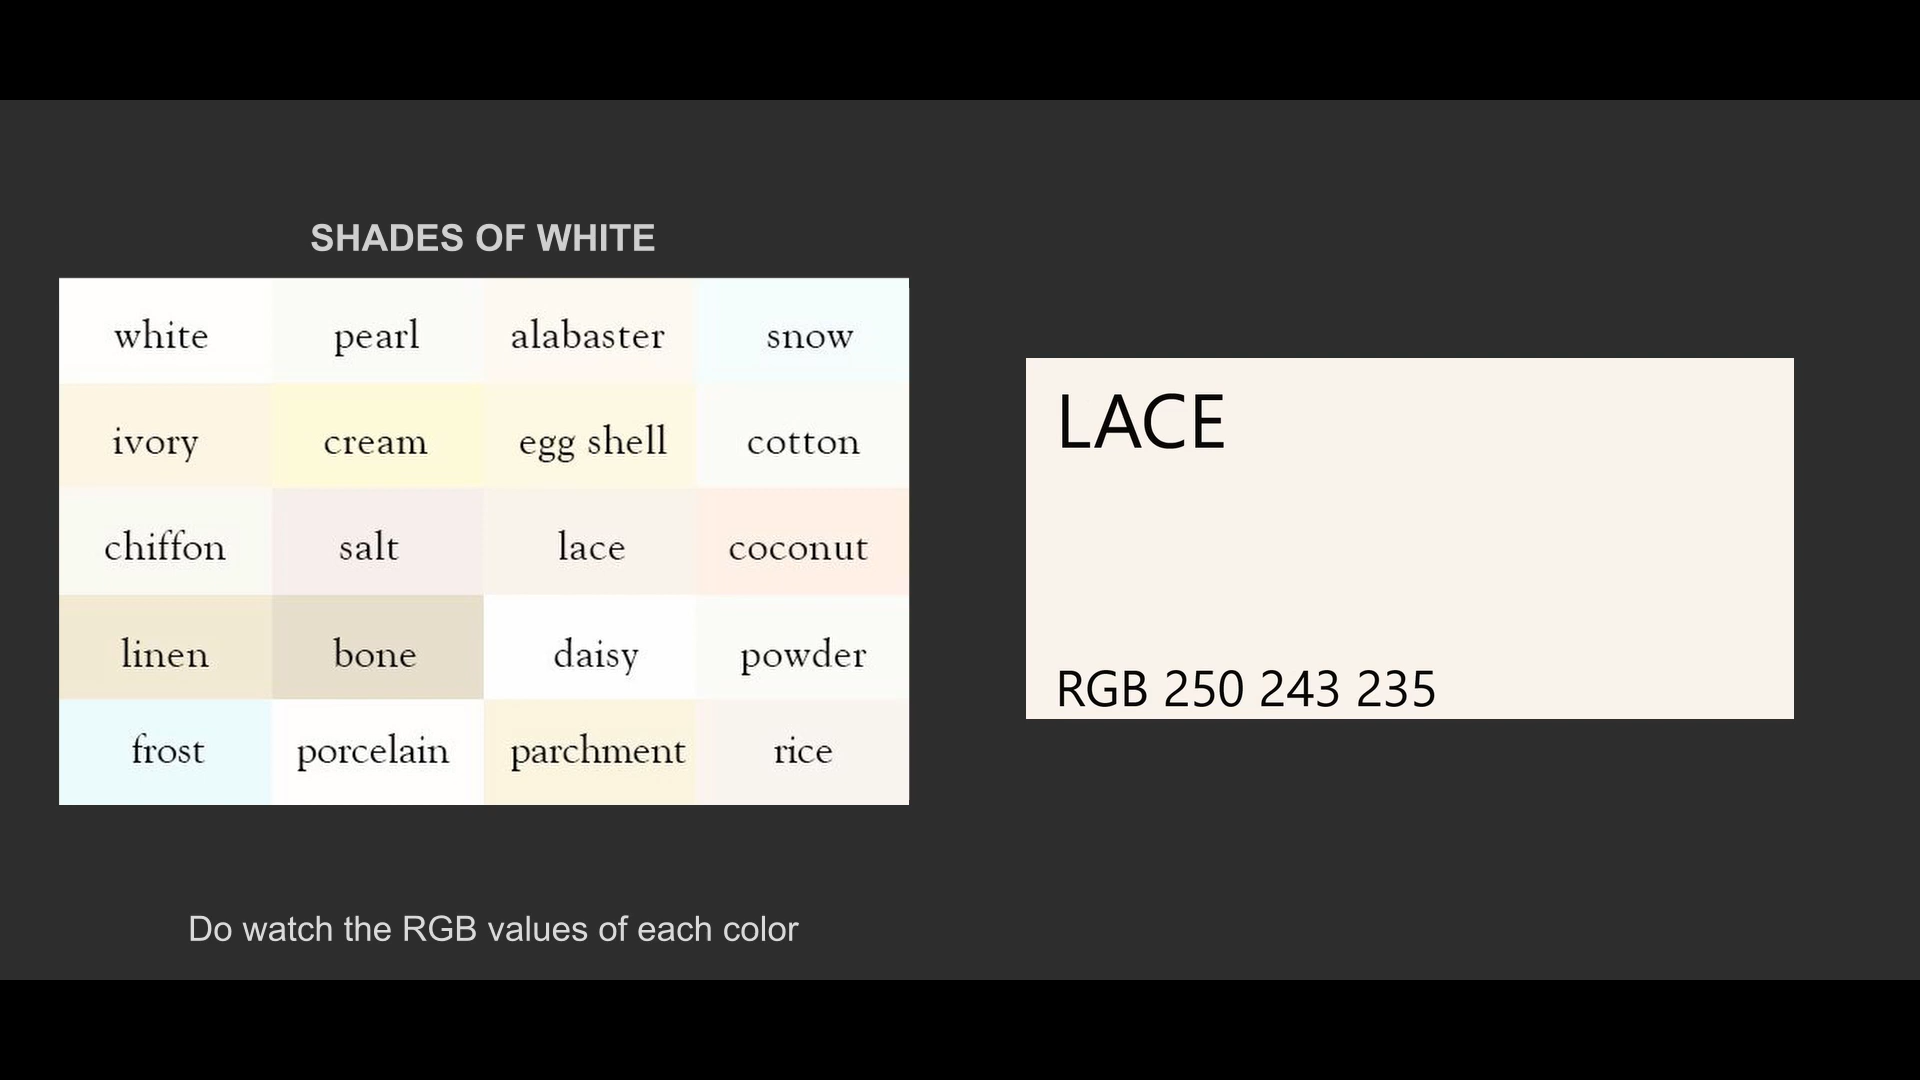 SHADES OF WHITE
white pearl alabaster snow
ivory cream egg shell cotton
chiffon salt lace coconut
linen bone daisy powder
frost porcelain parchment rice
Do watch the RGB values of each color
LACE
RGB 250 243 235